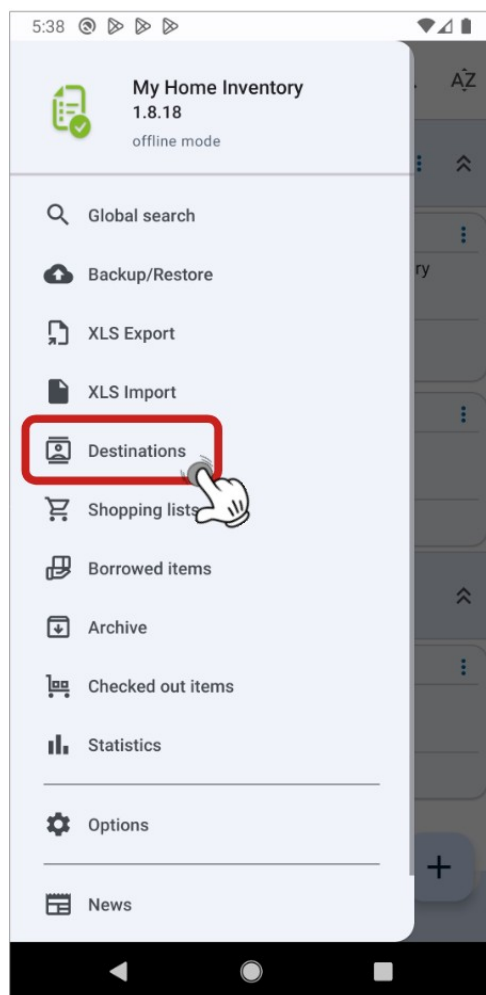 5:38
My Home Inventory
1.8.18
offline mode
AZ
ry
Global search
Backup/Restore
XLS Export
XLS Import
Destinations
Shopping lists
Borrowed items
Archive
Checked out items
Statistics
Options
News